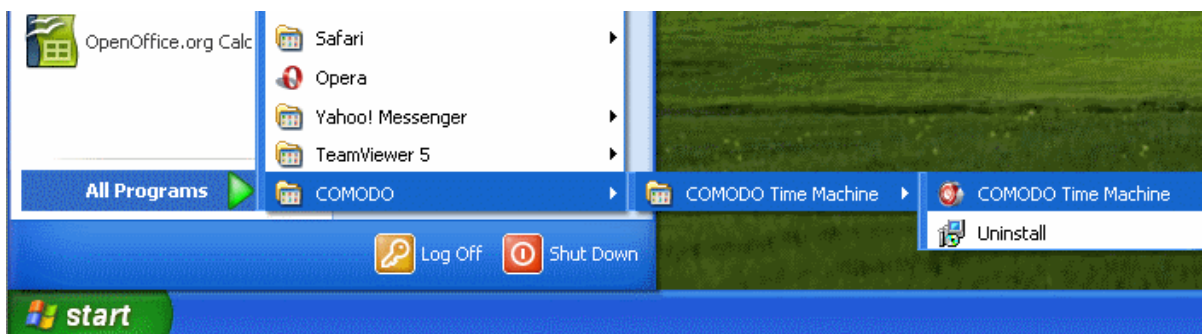 OpenOffice.org Calc
Safari
Opera
Yahoo! Messenger
TeamViewer 5
All Programs
COMODO
COMODO Time Machine
COMODO Time Machine
Uninstall
Log Off
Shut Down
start